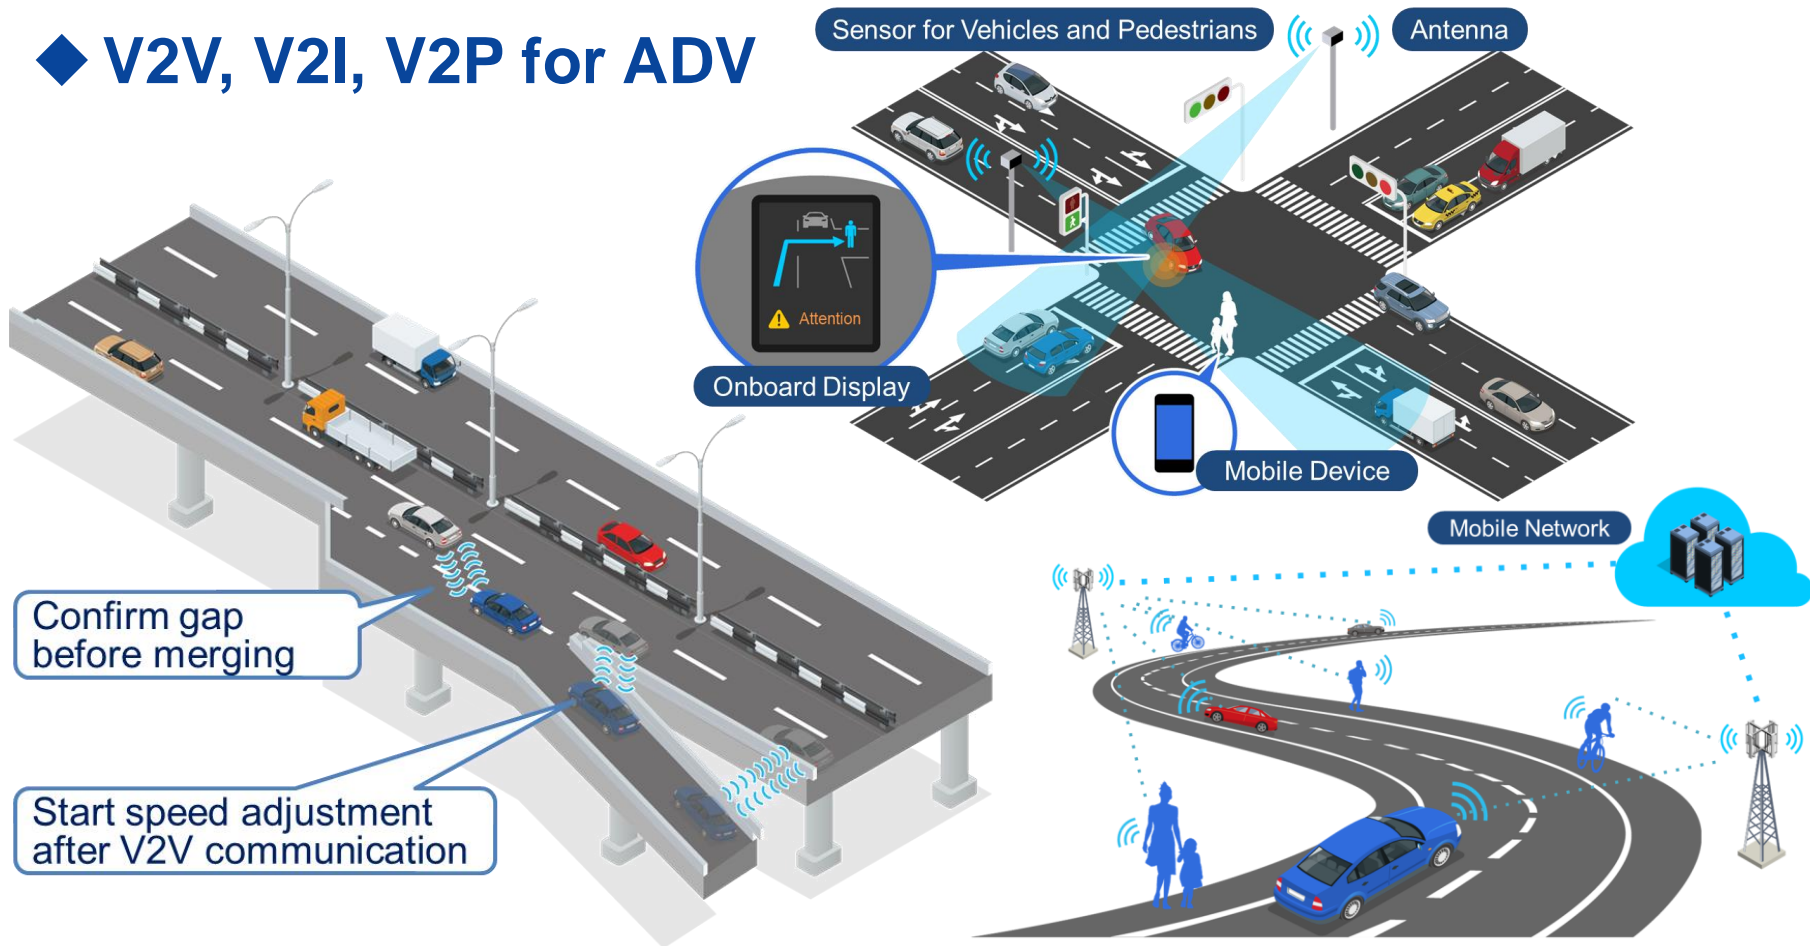 V2V, V2I, V2P for ADV
Sensor for Vehicles and Pedestrians
Antenna
Attention
Onboard Display
Mobile Device
Mobile Network
Confirm gap
before merging
Start speed adjustment
after V2V communication